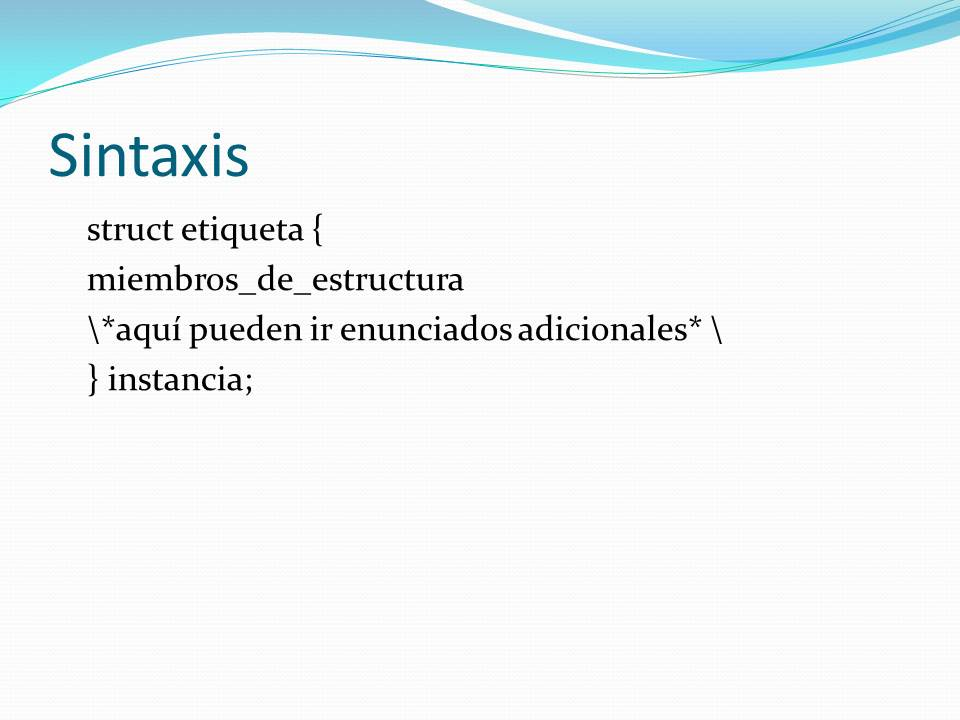 Sintaxis
struct etiqueta {
miembros_de_estructura
\*aquí pueden ir enunciados adicionales* \
} instancia;